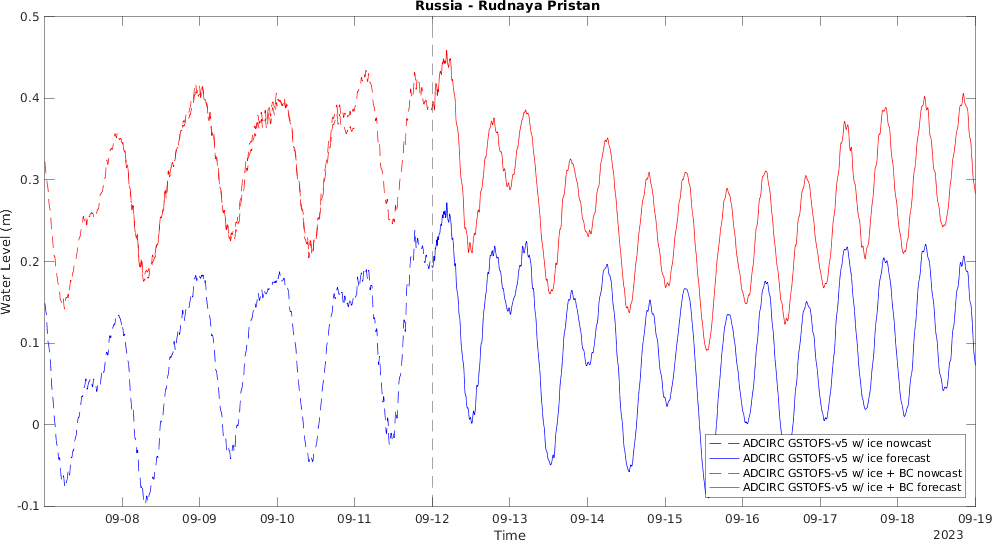 Russia - Rudnaya Pristan
0.5
0.4
0.3
0.2
0.1
0
-0.1
Water Level (m)
ADCIRC GSTOFS-v5 w/ ice nowcast
ADCIRC GSTOFS-v5 w/ ice forecast
ADCIRC GSTOFS-v5 w/ ice + BC nowcast
ADCIRC GSTOFS-v5 w/ ice + BC forecast
09-08 09-09 09-10 09-11 09-12 09-13 09-14 09-15 09-16 09-17 09-18 09-19
Time
2023